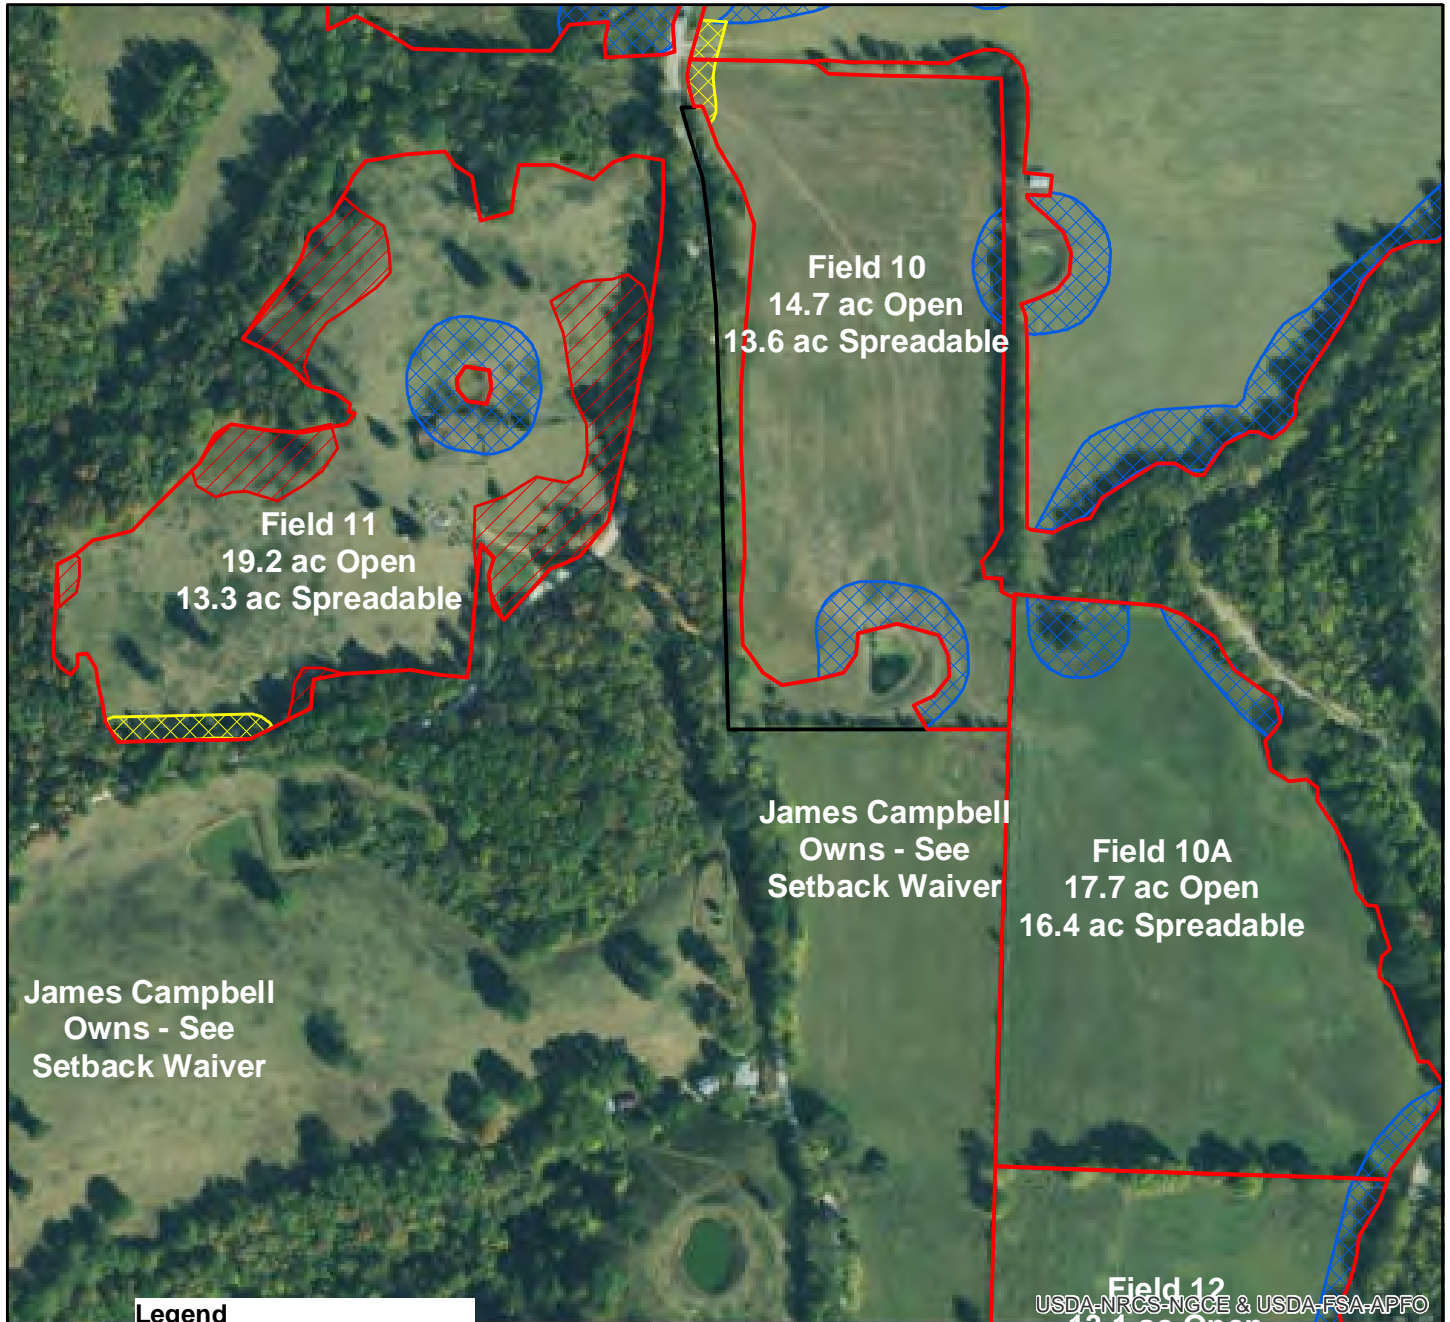 Field 10
14.7 ac Open
13.6 ac Spreadable
Field 11
19.2 ac Open
13.3 ac Spreadable
James Campbell
Owns - See
Setback Waiver
Field 10A
17.7 ac Open
16.4 ac Spreadable
James Campbell
Owns - See
Setback Waiver
Field 12
USDA-NRCS-NGCE & USDA-FSA-APFO
ac Open
Legend